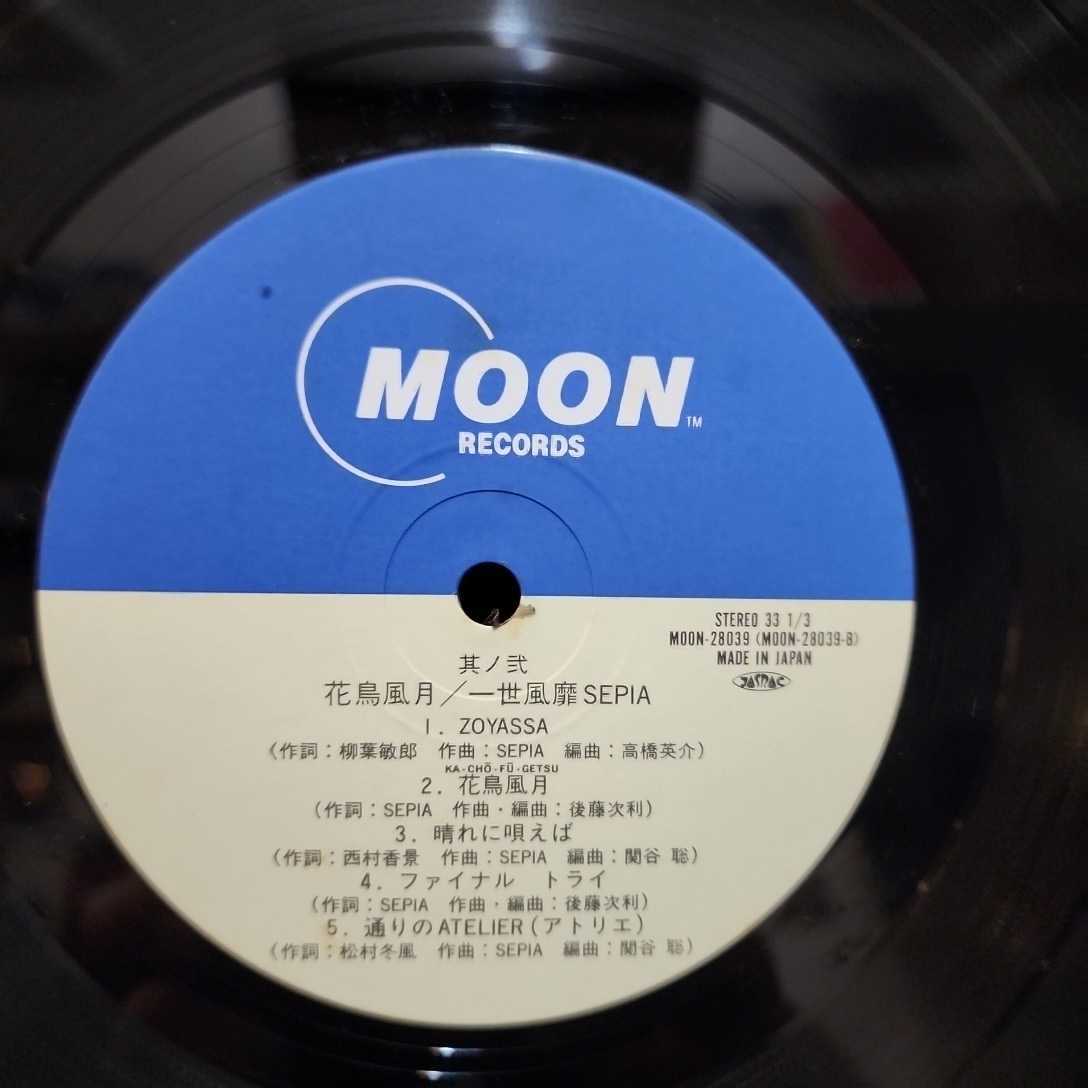 MOON™
RECORDS
STEREO 33 1/3
MOON-28039 (MOON-28039-B)
MADE IN JAPAN
JASRAC
其ノ弐
花鳥風月／一世風靡SEPIA
1. ZOYASSA
(作詞：柳葉敏郎 作曲：SEPIA 編曲：高橋英介)
KA・CHŌ・FŪ・GETSU
2. 花鳥風月
(作詞：SEPIA 作曲・編曲：後藤次利)
3. 晴れに唄えば
(作詞：西村香景 作曲：SEPIA 編曲：関谷 聡)
4. ファイナル トライ
(作詞：SEPIA 作曲・編曲：後藤次利)
5. 通りのATELIER(アトリエ)
(作詞：松村冬風 作曲：SEPIA 編曲：関谷 聡)